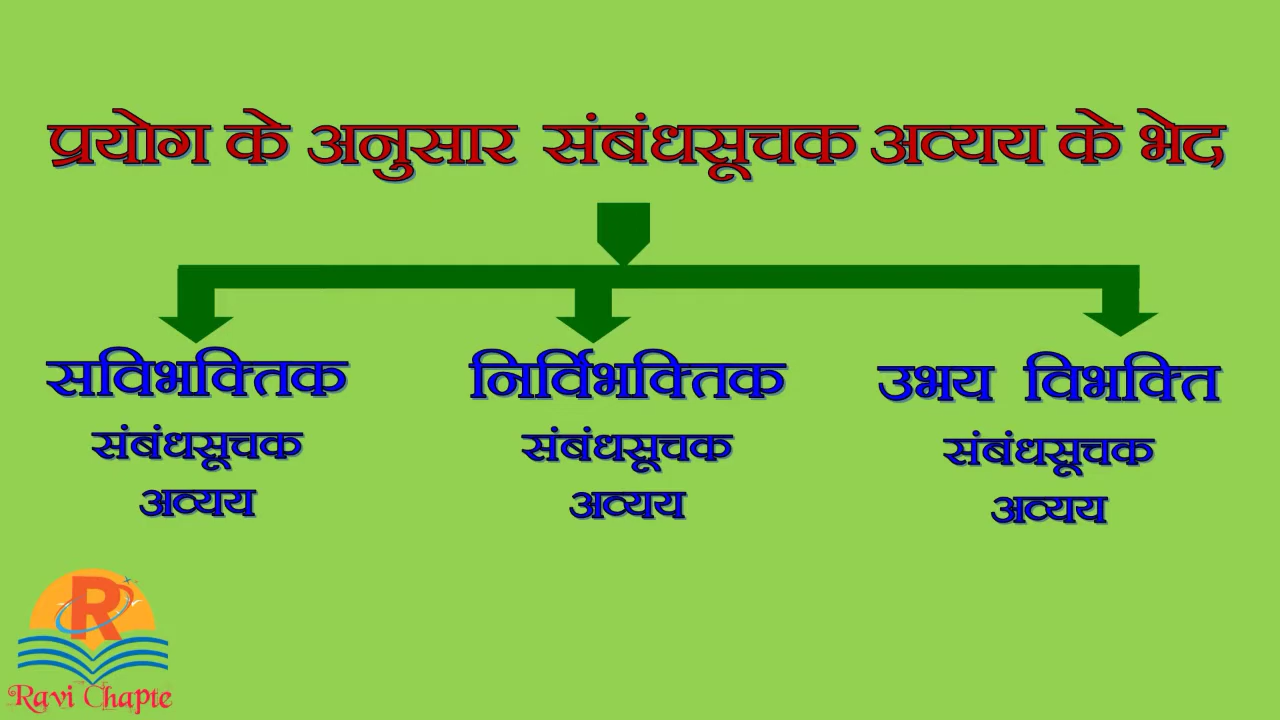 प्रयोग के अनुसार संबंधसूचक अव्यय के भेद
सविभक्तिक
संबंधसूचक
अव्यय
निर्विभक्तिक
संबंधसूचक
अव्यय
उभय विभक्ति
संबंधसूचक
अव्यय
R
Ravi Chapte